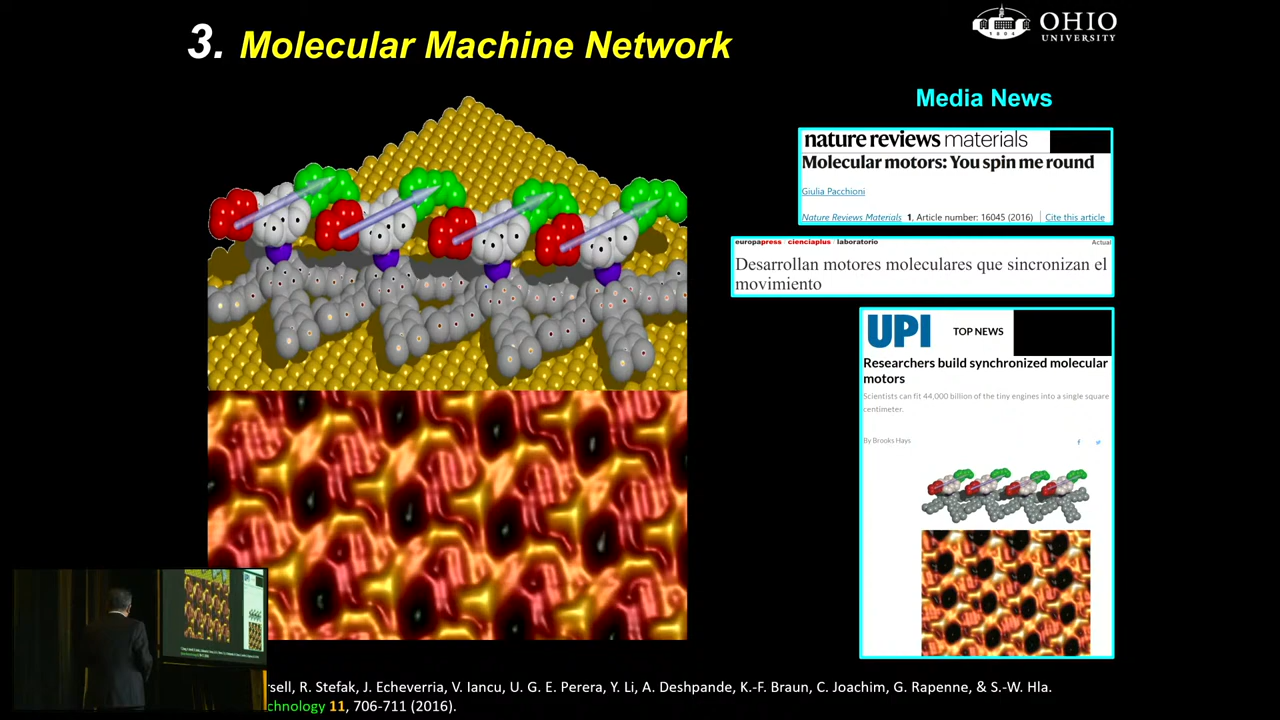 3. Molecular Machine Network
OHIO
UNIVERSITY
1804
Media News
nature reviews materials
Molecular motors: You spin me round
Giulia Pacchioni
Nature Reviews Materials 1, Article number: 16045 (2016) Cite this article
europapress cienciaplus laboratorio Actual
Desarrollan motores moleculares que sincronizan el
movimiento
UPI TOP NEWS
Researchers build synchronized molecular
motors
Scientists can fit 44,000 billion of the tiny engines into a single square
centimeter.
By Brooks Hays
rsell, R. Stefak, J. Echeverria, V. Iancu, U. G. E. Perera, Y. Li, A. Deshpande, K.-F. Braun, C. Joachim, G. Rapenne, & S.-W. Hla.
chnology 11, 706-711 (2016).